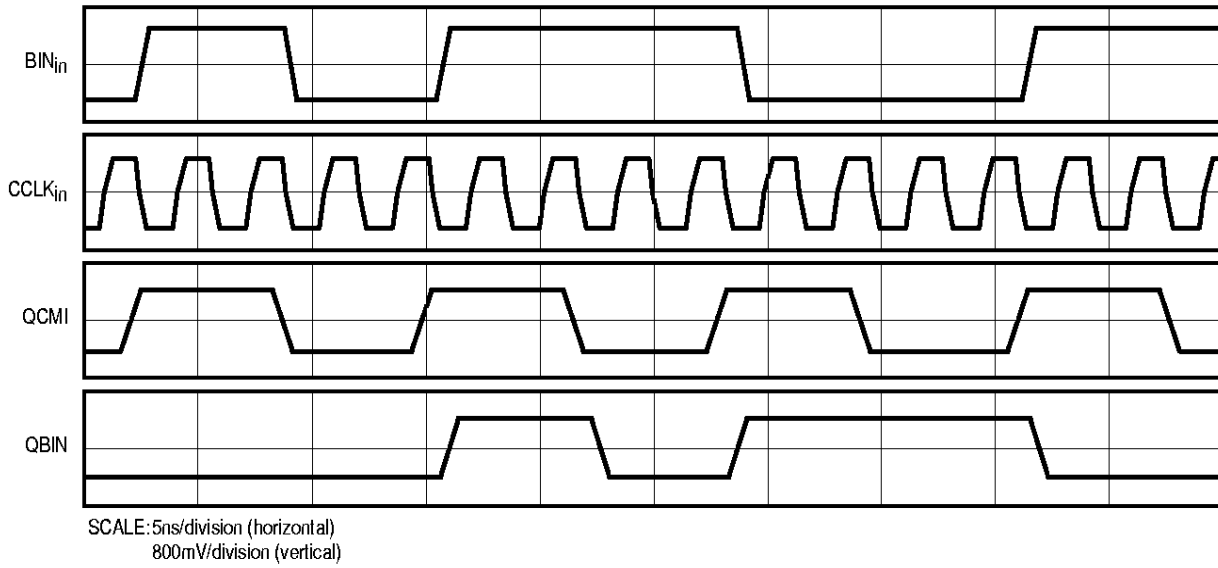 BINin
CCLKin
QCMI
QBIN
SCALE: 5ns/division (horizontal)
800mV/division (vertical)